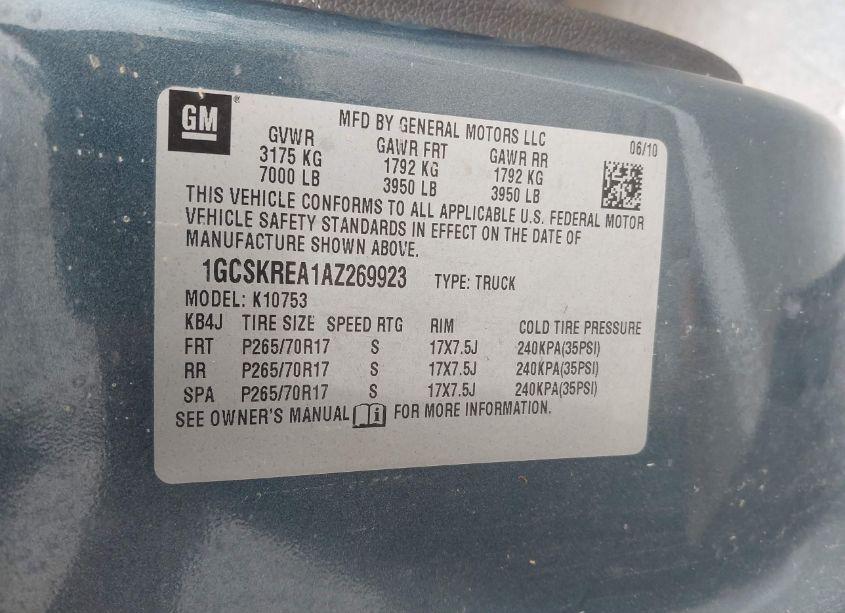 GM®
MFD BY GENERAL MOTORS LLC
06/10
GVWR GAWR FRT GAWR RR
3175 KG 1792 KG 1792 KG
7000 LB 3950 LB 3950 LB
THIS VEHICLE CONFORMS TO ALL APPLICABLE U.S. FEDERAL MOTOR
VEHICLE SAFETY STANDARDS IN EFFECT ON THE DATE OF
MANUFACTURE SHOWN ABOVE.
1GCSKREA1AZ269923 TYPE: TRUCK
MODEL: K10753
KB4J TIRE SIZE SPEED RTG RIM COLD TIRE PRESSURE
FRT P265/70R17 S 17X7.5J 240KPA(35PSI)
RR P265/70R17 S 17X7.5J 240KPA(35PSI)
SPA P265/70R17 S 17X7.5J 240KPA(35PSI)
SEE OWNER'S MANUAL FOR MORE INFORMATION.